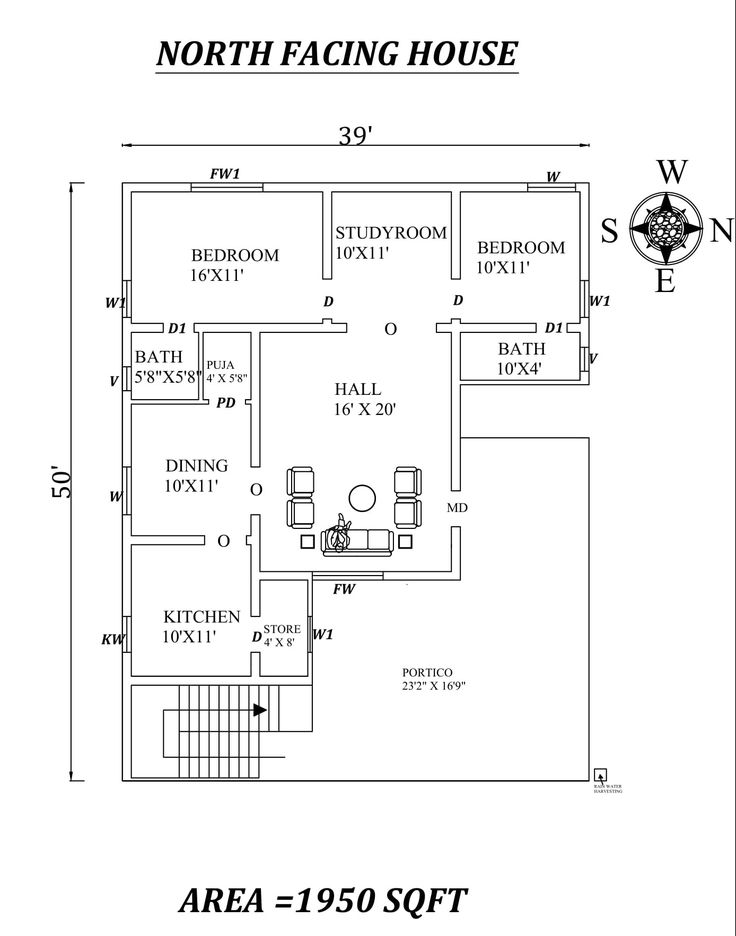 NORTH FACING HOUSE
39'
FW1
W
W
S
N
E
50'
BEDROOM
16'X11'
STUDYROOM
10'X11'
BEDROOM
10'X11'
W1
D
D
W1
D1
O
D1
BATH
5'8"X5'8"
PUJA
4' X 5'8"
BATH
10'X4'
V
V
PD
HALL
16' X 20'
DINING
10'X11'
W
O
MD
O
FW
KITCHEN
10'X11'
KW
D
STORE
4' X 8'
W1
PORTICO
23'2" X 16'9"
RAIN WATER
HARVESTING
AREA =1950 SQFT